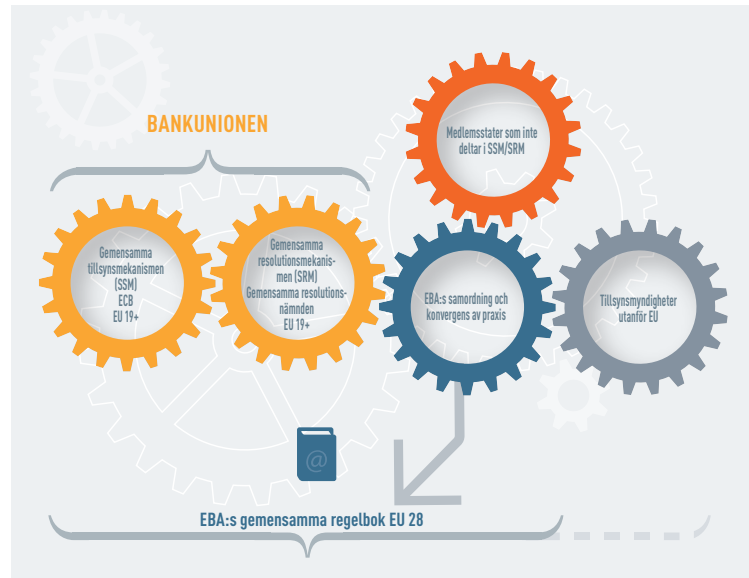 BANKUNIONEN
Medlemsstater som inte
deltar i SSM/SRM
Gemensamma
tillsynsmekanismen
(SSM)
ECB
EU 19+
Gemensamma
resolutionsmekanis-
men (SRM)
Gemensamma resolutions-
nämnden
EU 19+
EBA:s samordning och
konvergens av praxis
Tillsynsmyndigheter
utanför EU
@
EBA:s gemensamma regelbok EU 28